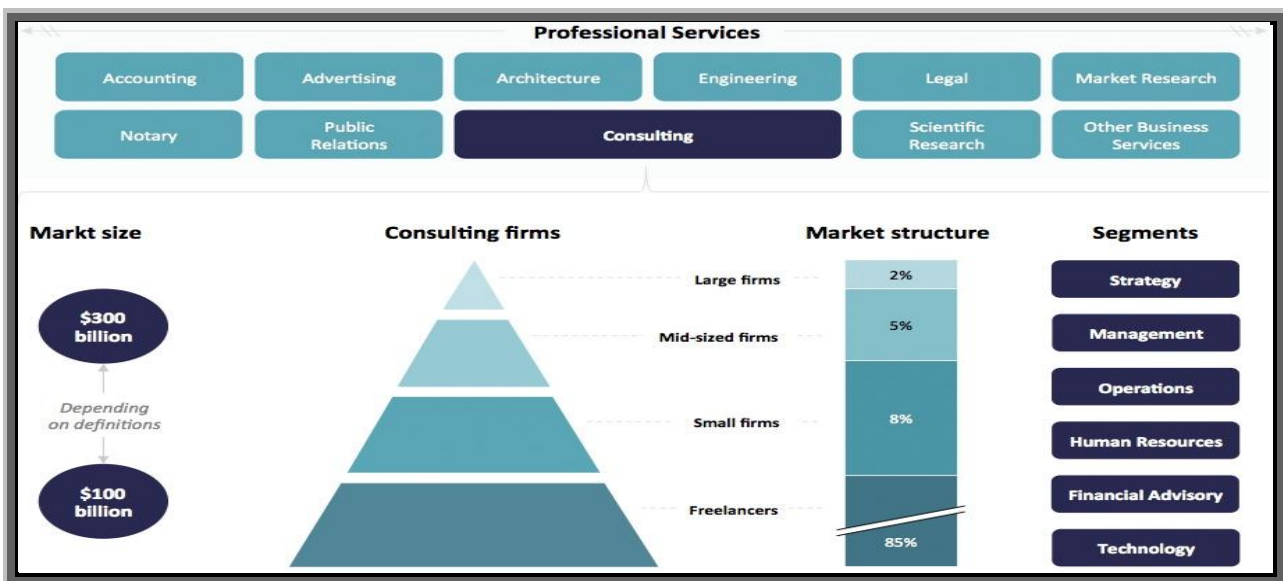 Professional Services
Accounting
Advertising
Architecture
Engineering
Legal
Market Research
Notary
Public
Relations
Consulting
Scientific
Research
Other Business
Services
Markt size
Consulting firms
Market structure
Segments
$300
billion
Depending
on definitions
$100
billion
Large firms
Mid-sized firms
Small firms
Freelancers
2%
5%
8%
85%
Strategy
Management
Operations
Human Resources
Financial Advisory
Technology